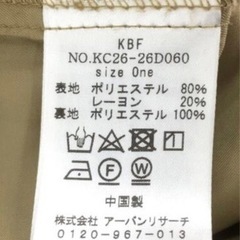 KBF
NO.KC26-26D060
size One
表地 ポリエステル 80%
レーヨン 20%
裏地 ポリエステル 100%
中国製
株式会社 アーバンリサーチ
0120-967-013